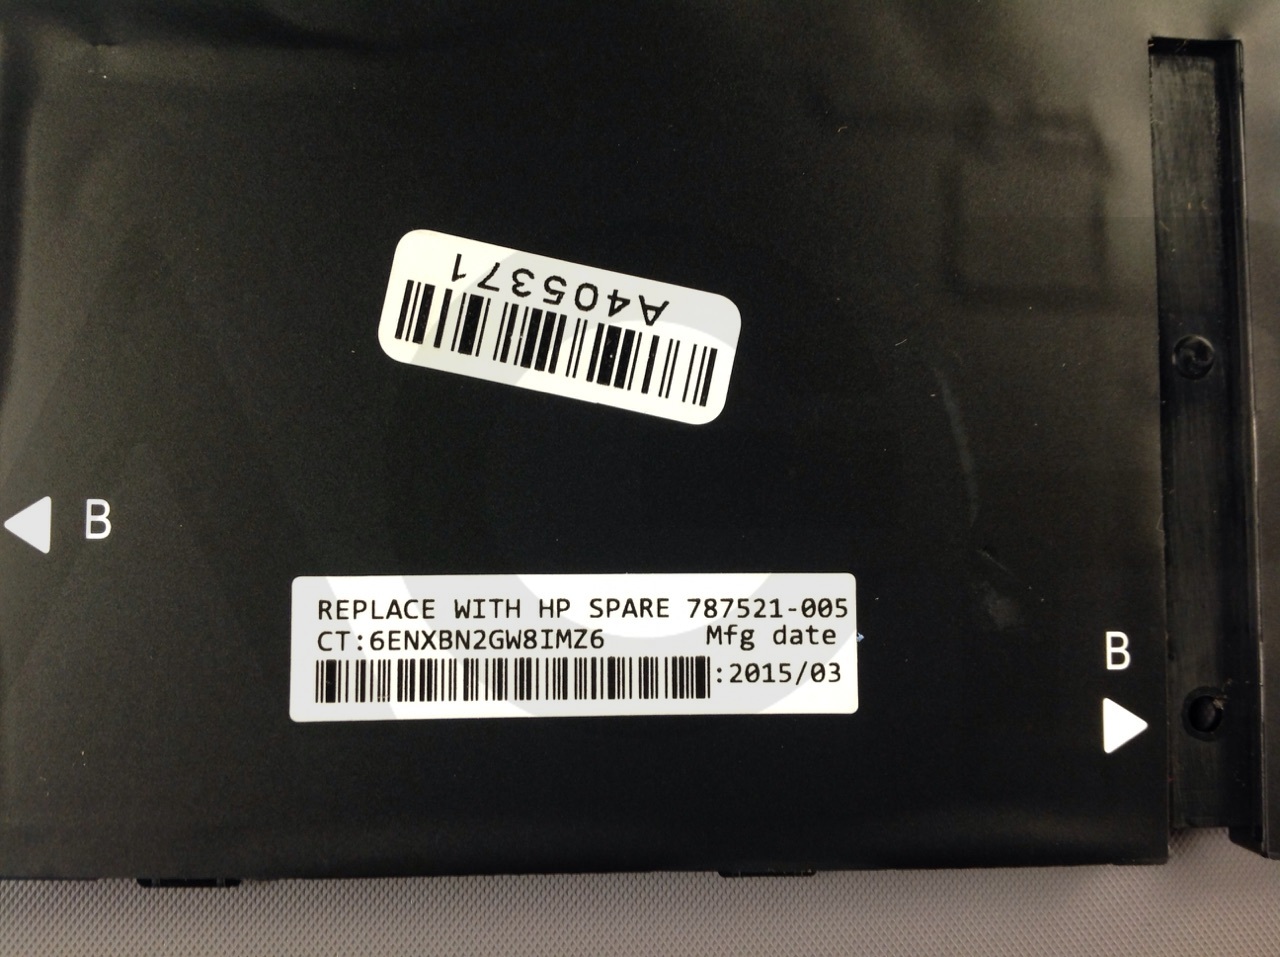 A405371
B
REPLACE WITH HP SPARE 787521-005
CT:6ENXBN2GW8IMZ6 Mfg date
:2015/03
B